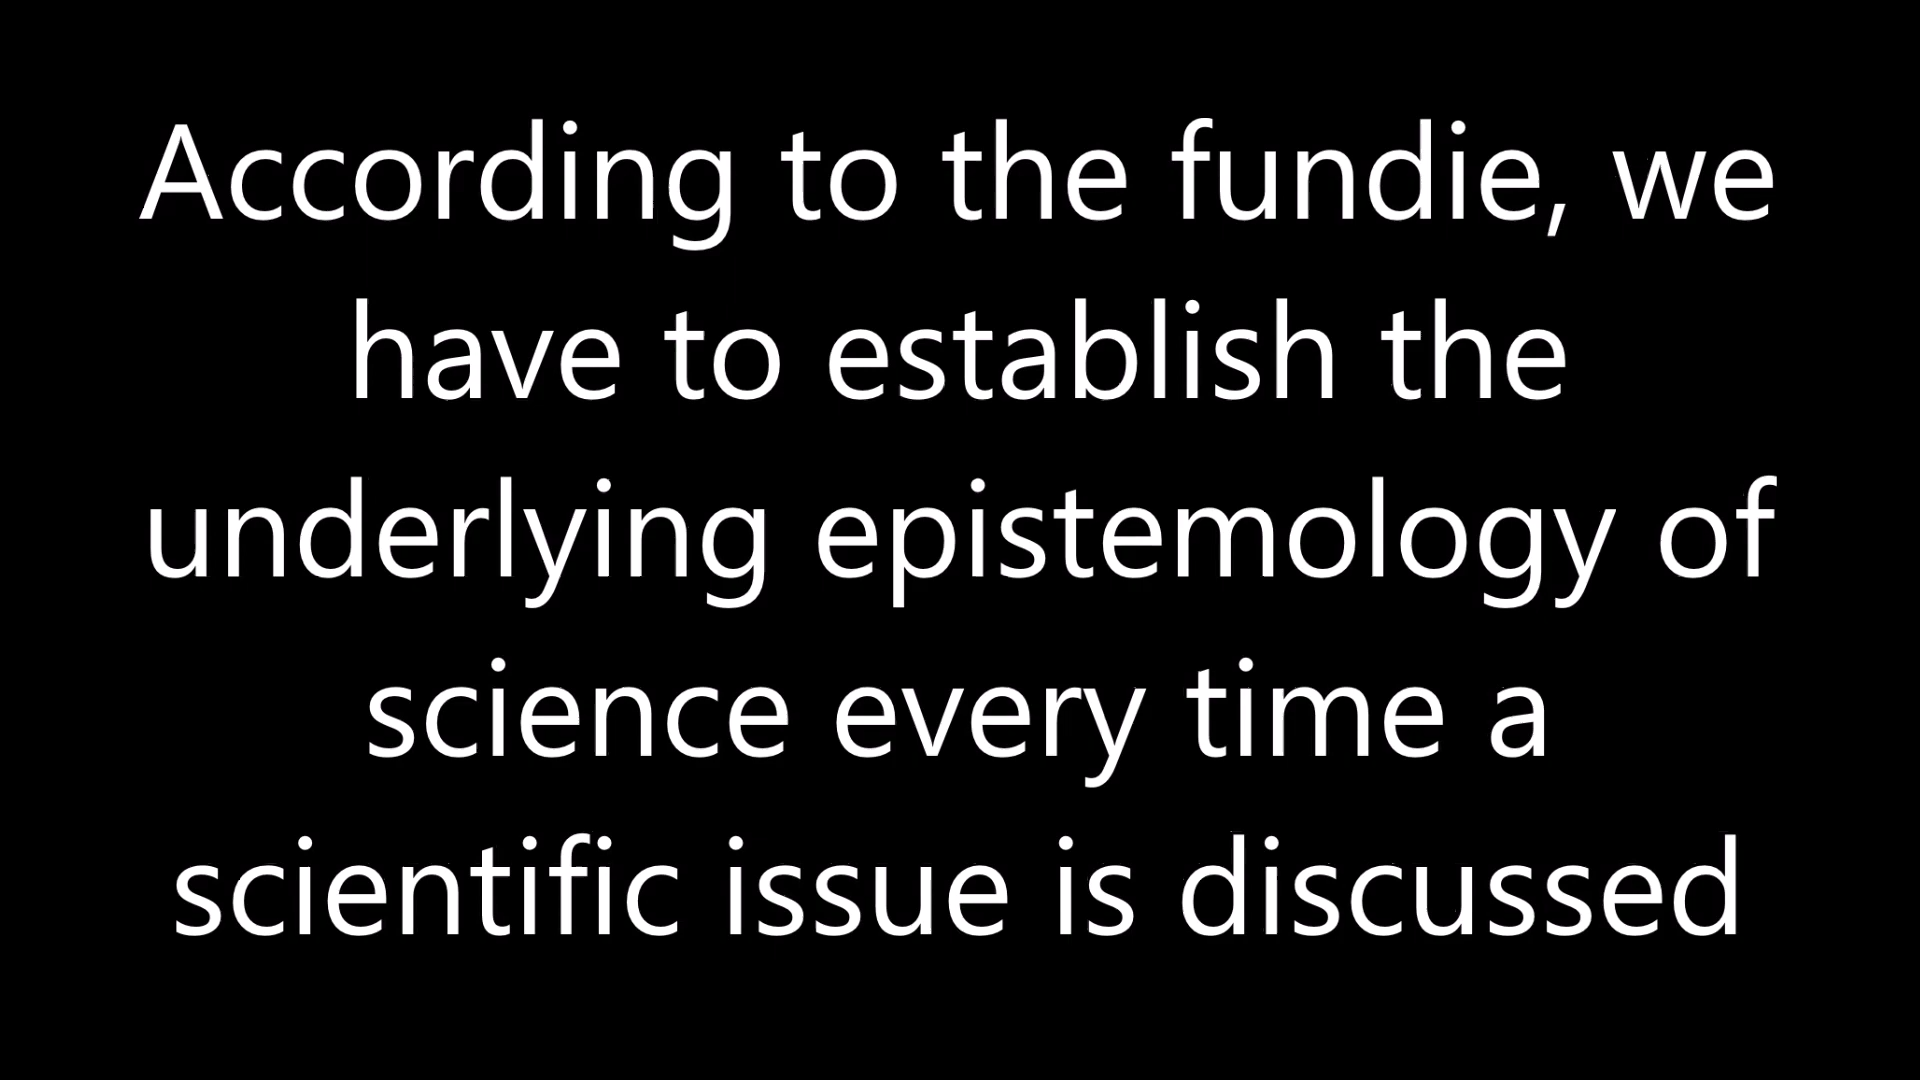 According to the fundie, we
have to establish the
underlying epistemology of
science every time a
scientific issue is discussed